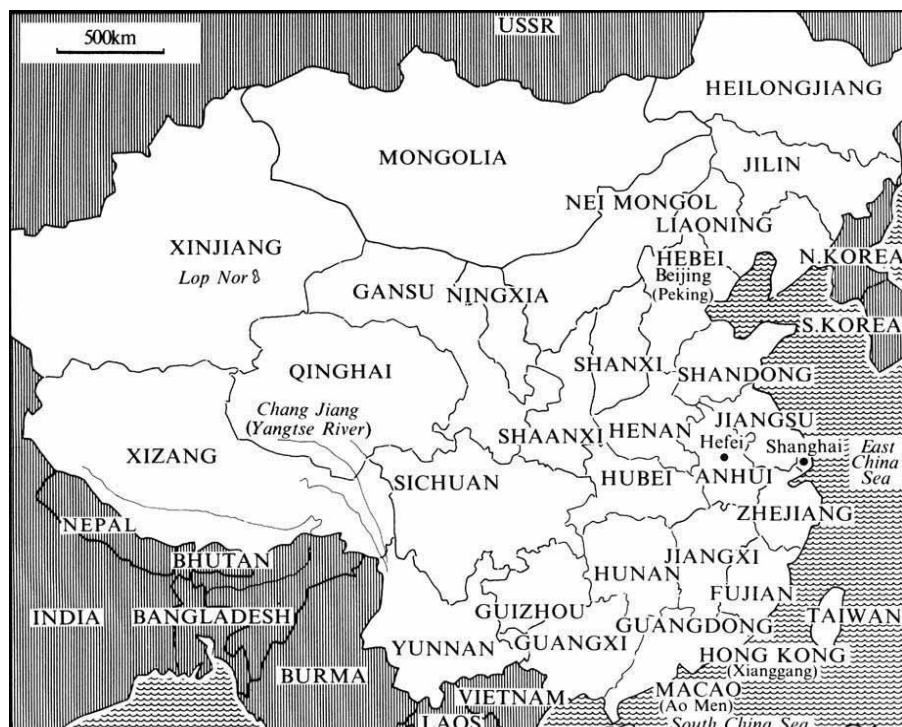 500km
USSR
HEILONGJIANG
MONGOLIA
JILIN
NEI MONGOL
LIAONING
XINJIANG
Lop Nor
HEBEI
Beijing
(Peking)
N.KOREA
GANSU
NINGXIA
S.KOREA
QINGHAI
SHANXI
SHANDONG
Chang Jiang
(Yangtse River)
SHAANXI
HENAN
JIANGSU
Hefei
Shanghai
East
China
Sea
XIZANG
SICHUAN
HUBEI
ANHUI
ZHEJIANG
NEPAL
BHUTAN
JIANGXI
HUNAN
FUJIAN
INDIA
BANGLADESH
GUIZHOU
GUANGDONG
TAIWAN
YUNNAN
GUANGXI
HONG KONG
(Xianggang)
BURMA
VIETNAM
MACAO
(Ao Men)
LAOS
South China Sea